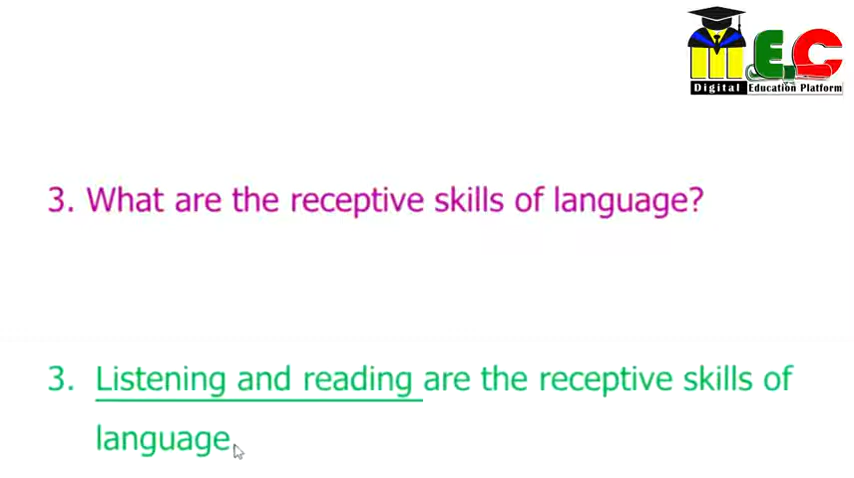 MEC
Digital Education Platform
3. What are the receptive skills of language?
3. Listening and reading are the receptive skills of
language.